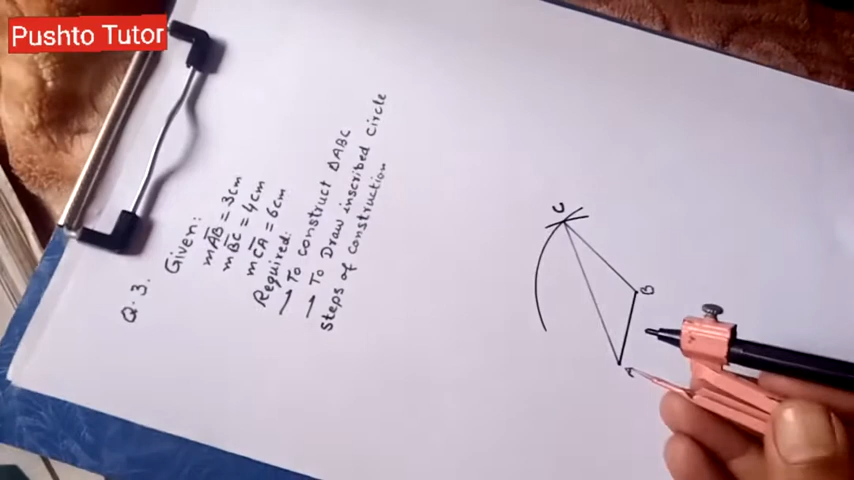 Pushto Tutor
Q.3. Given:
mAB̅ = 3cm
mBC̅ = 4cm
mCA̅ = 6cm
Required:
→ To construct ΔABC
→ To Draw inscribed circle
Steps of construction
C
B
A